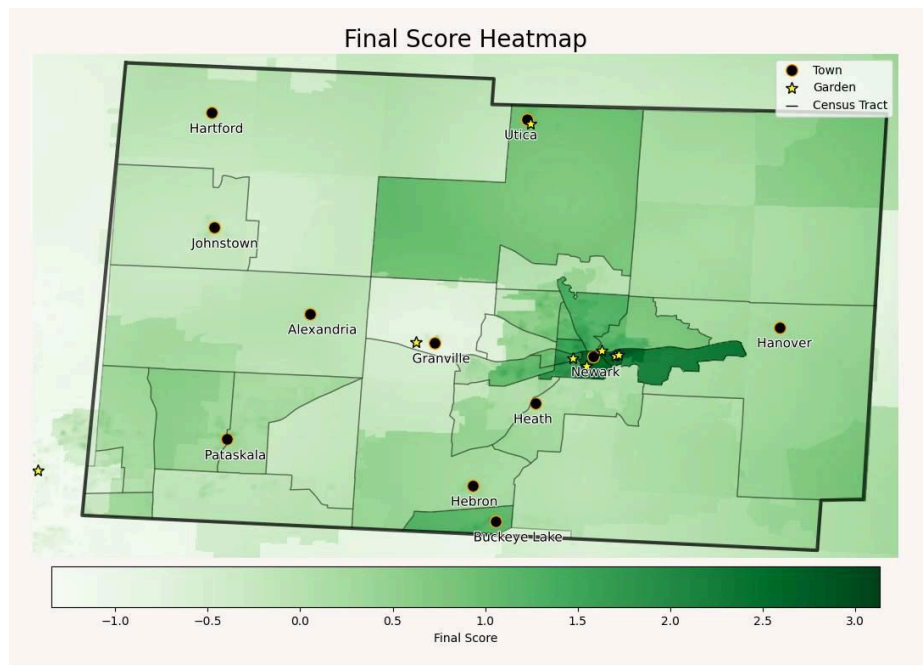 Final Score Heatmap
Town
Garden
Census Tract
Hartford
Utica
Johnstown
Alexandria
Granville
Hanover
Newark
Heath
Pataskala
Hebron
Buckeye Lake
−1.0 −0.5 0.0 0.5 1.0 1.5 2.0 2.5 3.0
Final Score